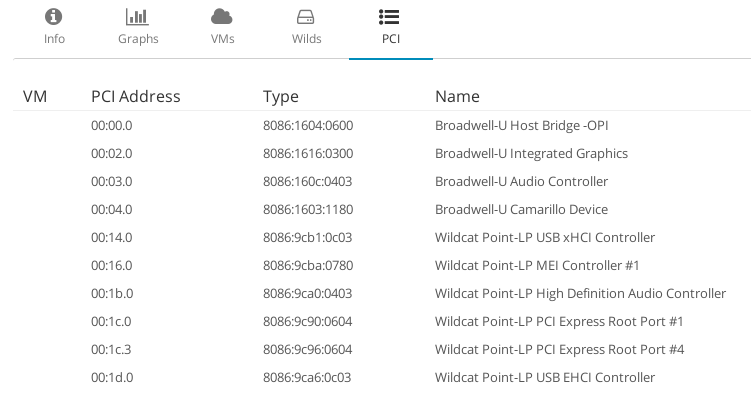 Info Graphs VMs Wilds PCI
VM PCI Address Type Name
00:00.0 8086:1604:0600 Broadwell-U Host Bridge -OPI
00:02.0 8086:1616:0300 Broadwell-U Integrated Graphics
00:03.0 8086:160c:0403 Broadwell-U Audio Controller
00:04.0 8086:1603:1180 Broadwell-U Camarillo Device
00:14.0 8086:9cb1:0c03 Wildcat Point-LP USB xHCI Controller
00:16.0 8086:9cba:0780 Wildcat Point-LP MEI Controller #1
00:1b.0 8086:9ca0:0403 Wildcat Point-LP High Definition Audio Controller
00:1c.0 8086:9c90:0604 Wildcat Point-LP PCI Express Root Port #1
00:1c.3 8086:9c96:0604 Wildcat Point-LP PCI Express Root Port #4
00:1d.0 8086:9ca6:0c03 Wildcat Point-LP USB EHCI Controller